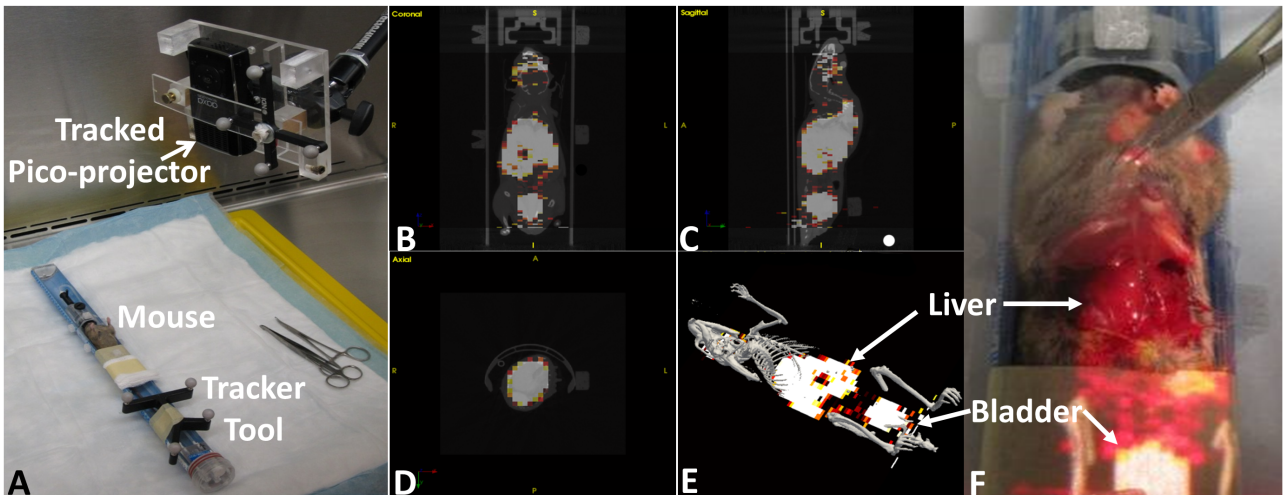 Tracked
Pico-projector
Mouse
Tracker
Tool
A
Coronal
S
R
L
I
B
Sagittal
S
A
P
I
C
Axial
A
R
L
P
D
Liver
Bladder
E
F